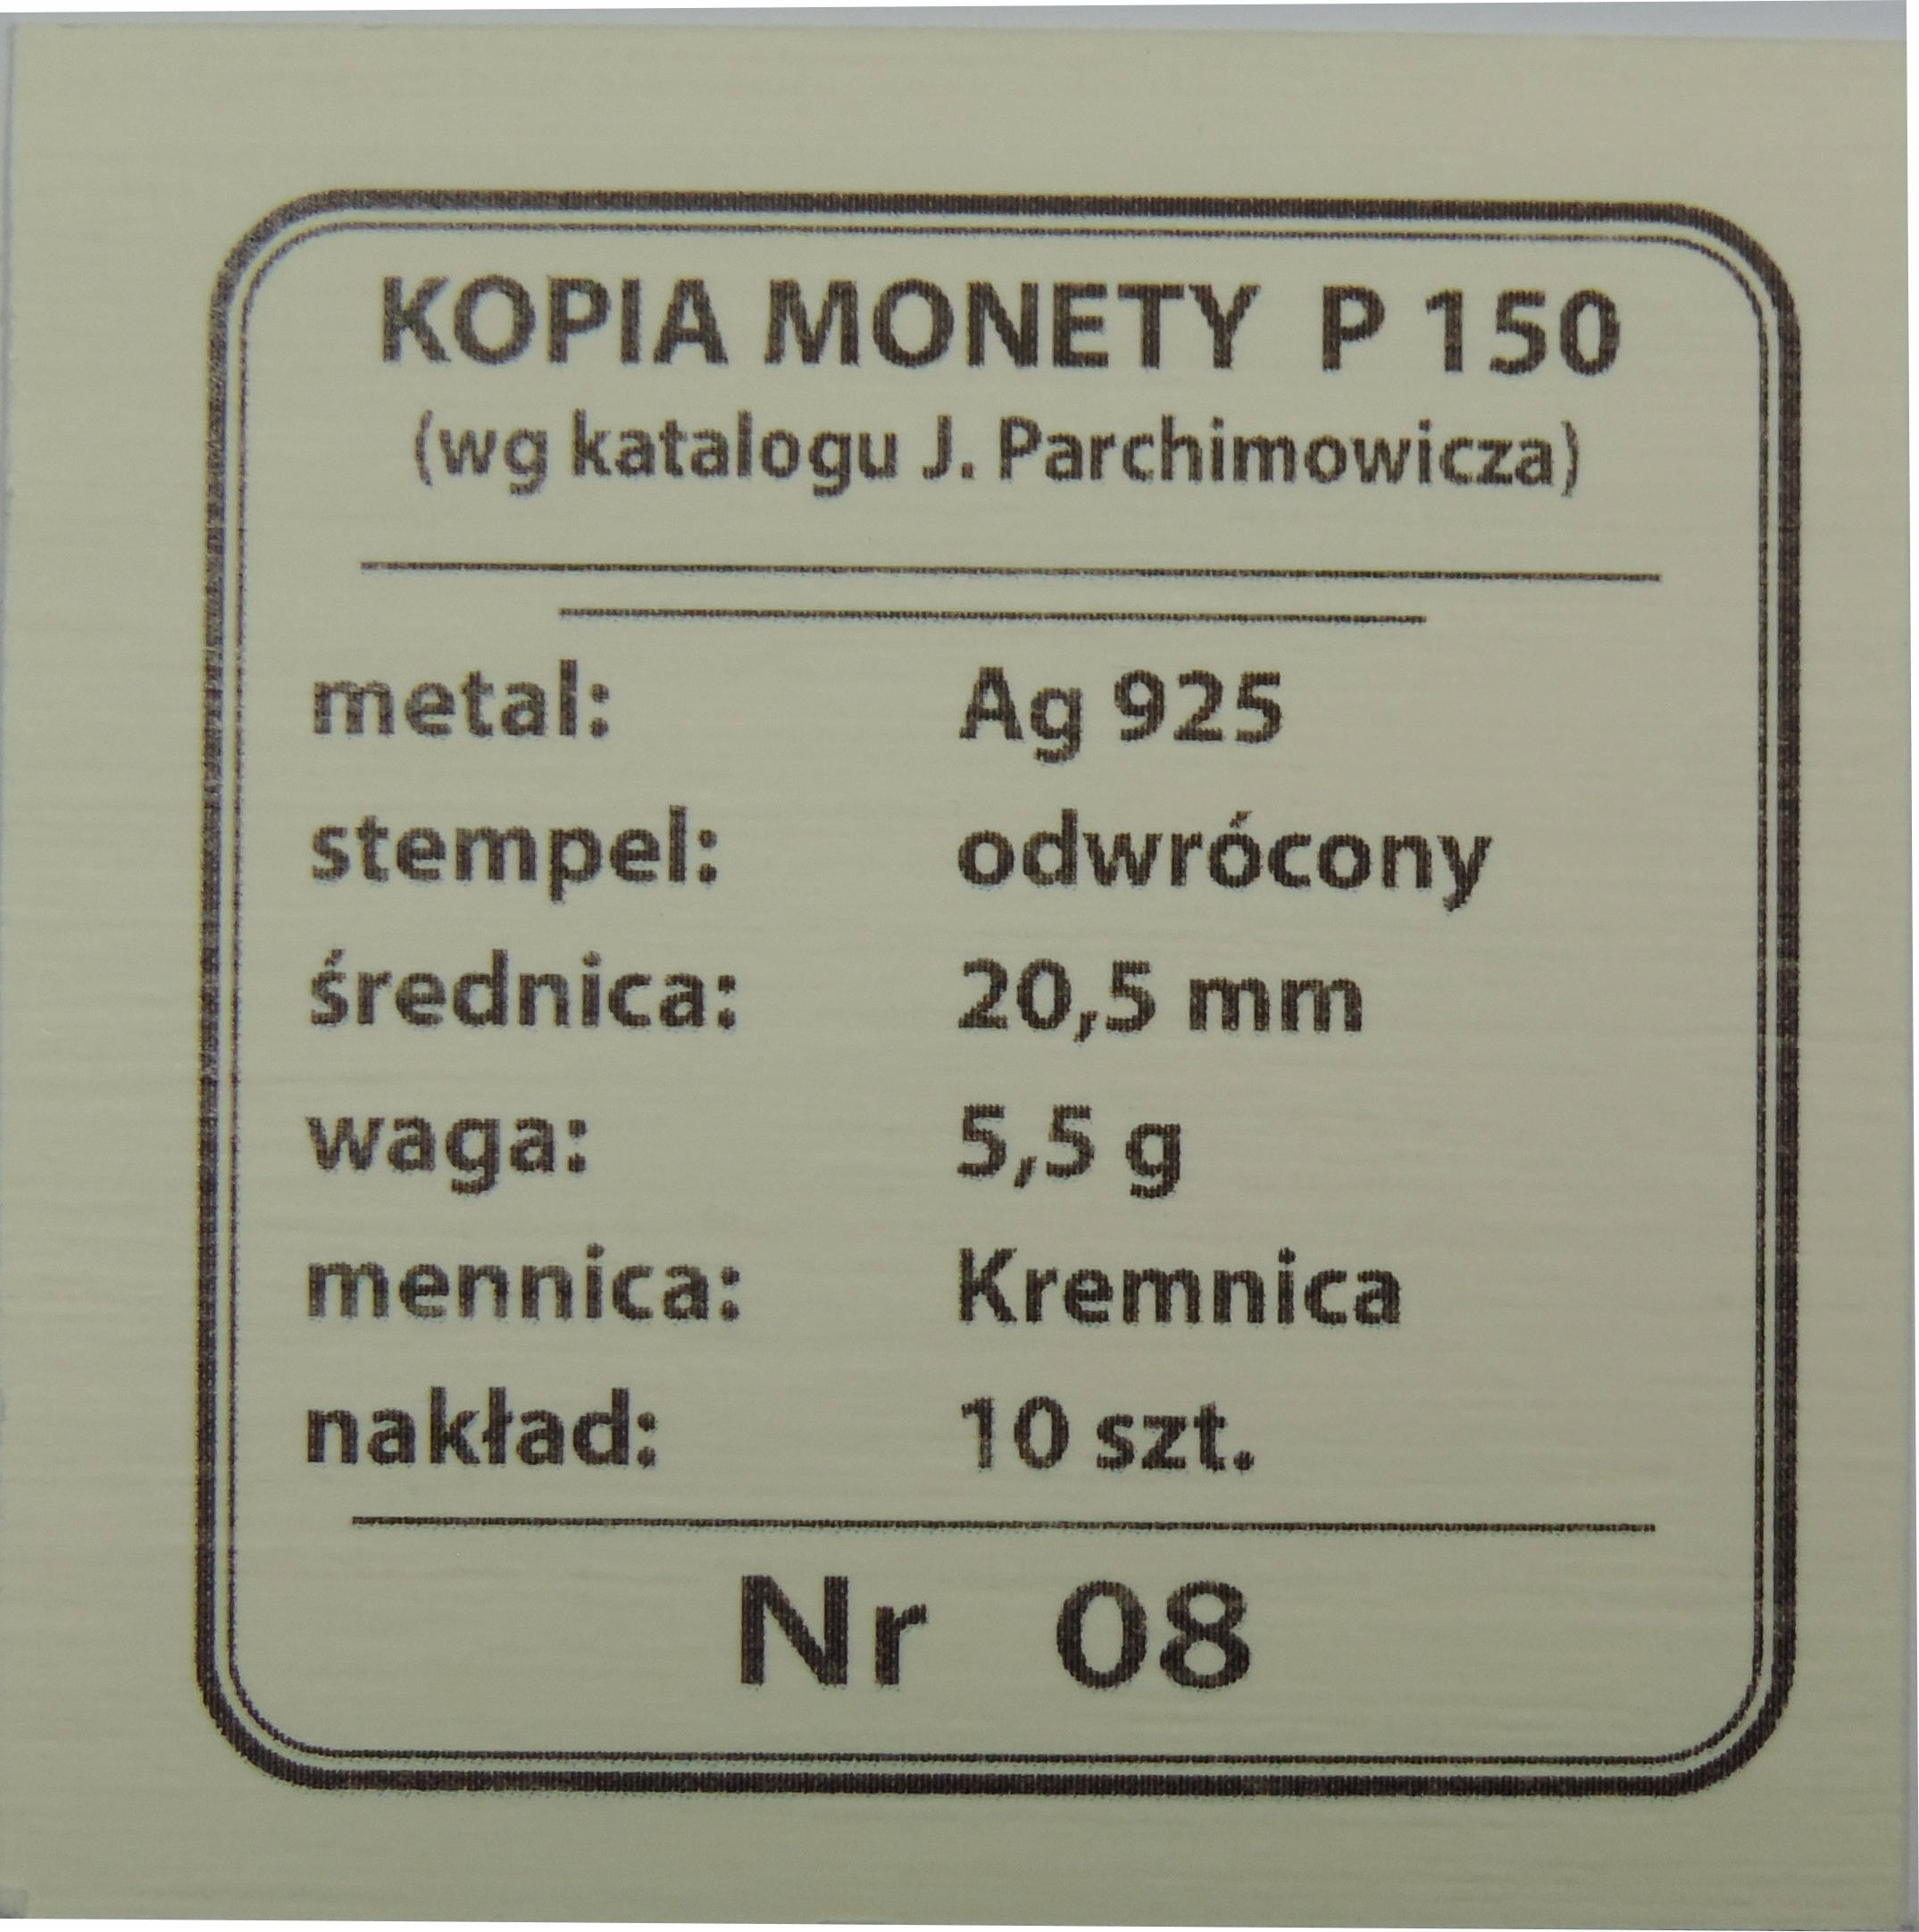 KOPIA MONETY P 150
(wg katalogu J. Parchimowicza)
metal: Ag 925
stempel: odwrócony
średnica: 20,5 mm
waga: 5,5 g
mennica: Kremnica
nakład: 10 szt.
Nr 08